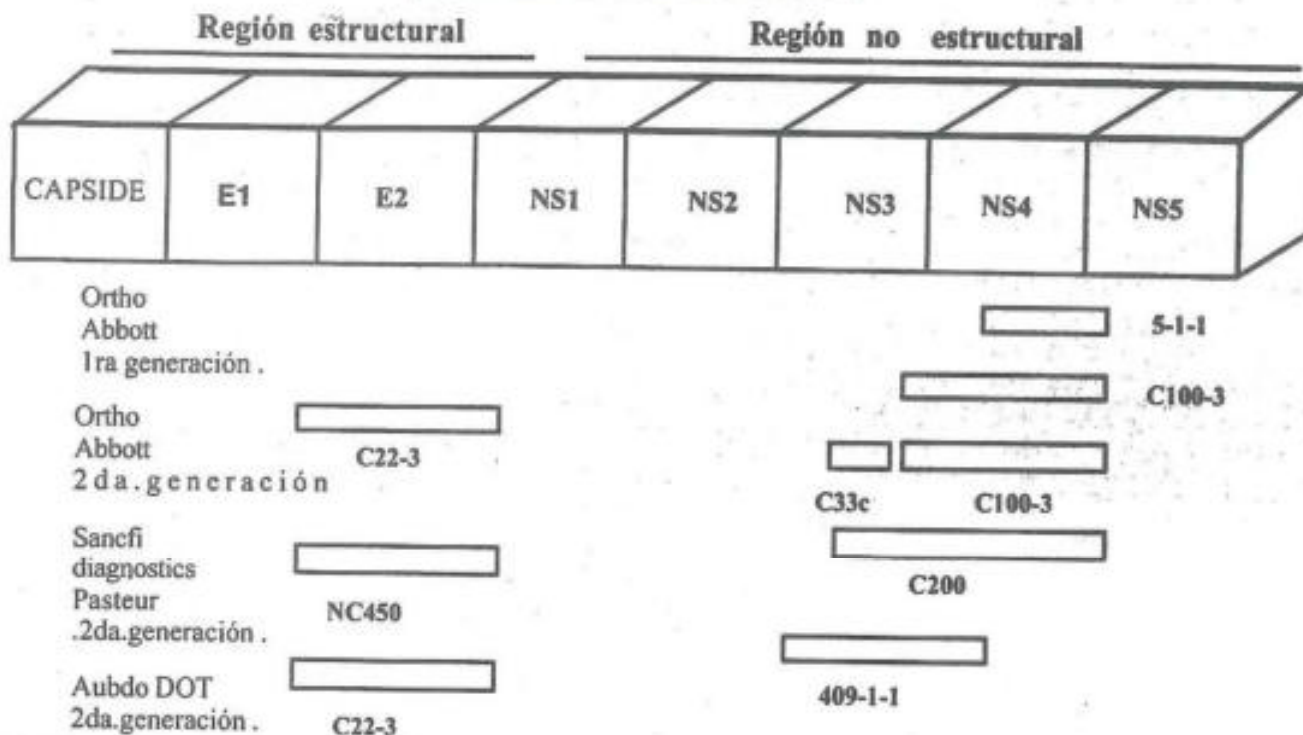 Región estructural Región no estructural
CAPSIDE E1 E2 NS1 NS2 NS3 NS4 NS5
Ortho
Abbott
1ra generación .
5-1-1
C100-3
Ortho
Abbott
2da.generación
C22-3
C33c C100-3
Sancfi
diagnostics
Pasteur
.2da.generación .
NC450
C200
Aubdo DOT
2da.generación .
C22-3
409-1-1